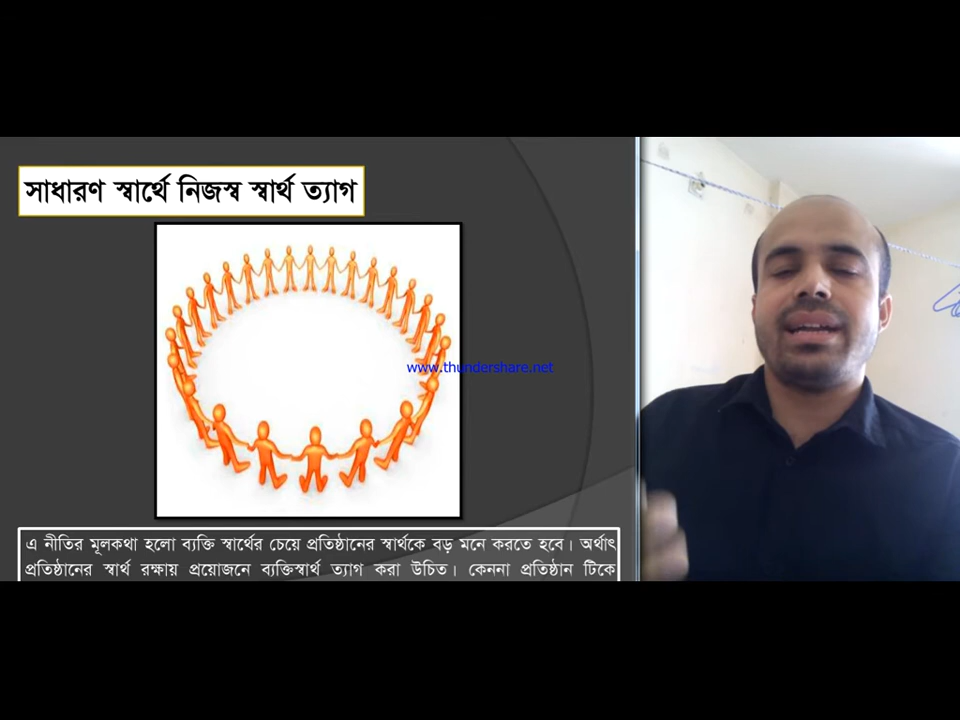 সাধারণ স্বার্থে নিজস্ব স্বার্থ ত্যাগ
www.thundershare.net
এ নীতির মূলকথা হলো ব্যক্তি স্বার্থের চেয়ে প্রতিষ্ঠানের স্বার্থকে বড় মনে করতে হবে। অর্থাৎ
প্রতিষ্ঠানের স্বার্থ রক্ষায় প্রয়োজনে ব্যক্তিস্বার্থ ত্যাগ করা উচিত। কেননা প্রতিষ্ঠান টিকে